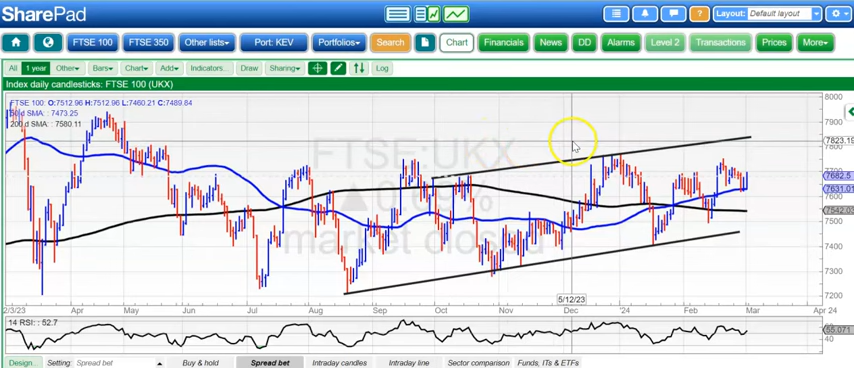 SharePad
Layout: Default layout
FTSE 100 FTSE 350 Other lists Port: KEV Portfolios Search Chart Financials News DD Alarms Level 2 Transactions Prices More
All 1 year Other Bars Chart Add Indicators... Draw Sharing Log
Index daily candlesticks: FTSE 100 (UKX)
FTSE 100: O:7512.96 H:7512.96 L:7460.21 C:7489.84
SMA: 7473.25
200 d SMA: 7580.11
FTSE:UKX
market closed
8000
7900
7823.19
7700
7682.5
7631.01
7500
7400
7300
7200
5/12/23
2/3/23 Apr May Jun Jul Aug Sep Oct Nov Dec '24 Feb Mar Apr 24
14 RSI: 52.7
55.071
40
Design... Setting: Spread bet Buy & hold Spread bet Intraday candles Intraday line Sector comparison Funds, ITs & ETFs